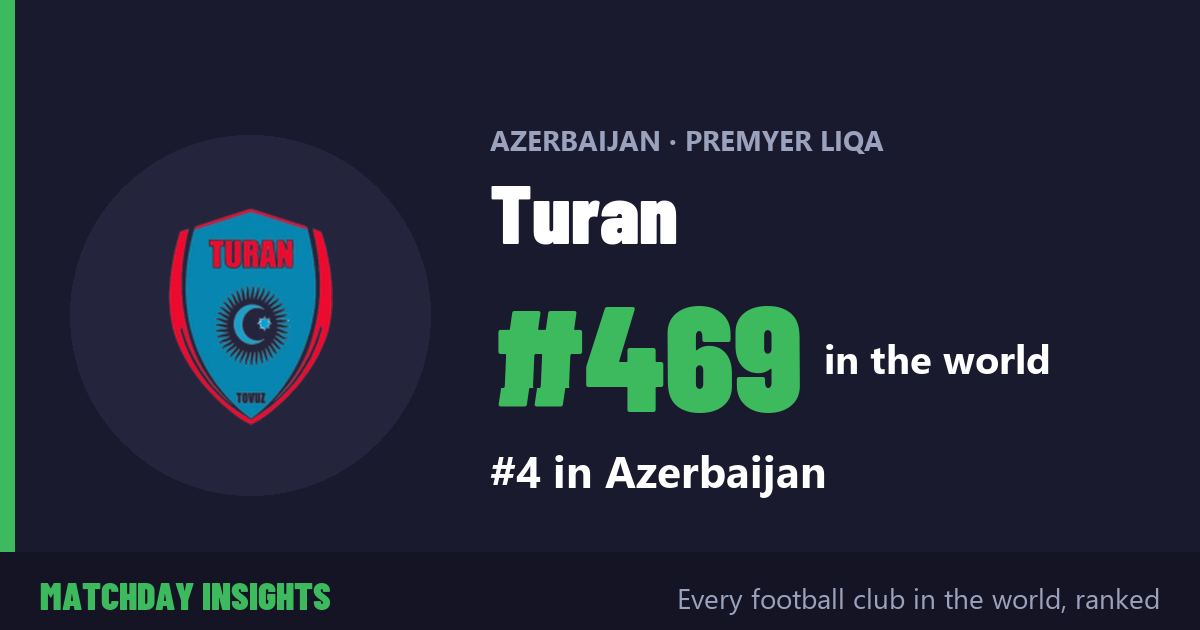 AZERBAIJAN · PREMYER LIQA
Turan
TURAN
TOVUZ
#469 in the world
#4 in Azerbaijan
MATCHDAY INSIGHTS
Every football club in the world, ranked